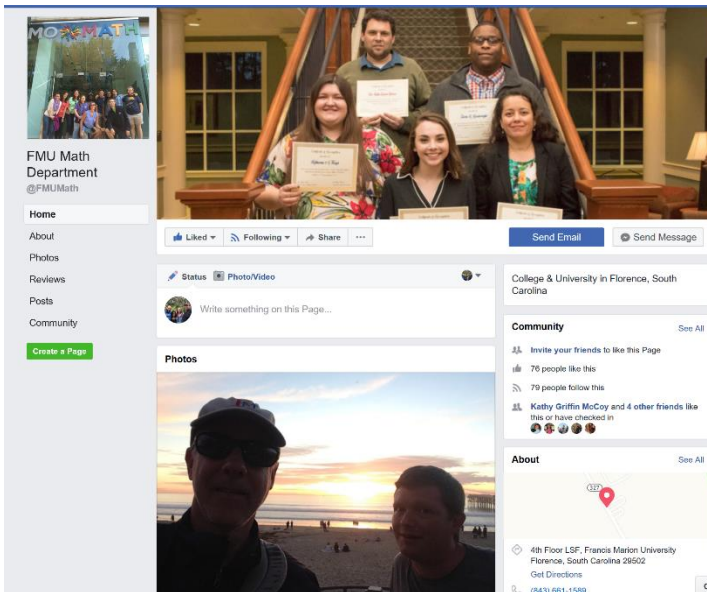 MOMATH
FMU Math
Department
@FMUMath
Home
About
Photos
Reviews
Posts
Community
Create a Page
Liked
Following
Share
...
Send Email
Send Message
Status
Photo/Video
Write something on this Page...
Photos
College & University in Florence, South
Carolina
Community
See All
Invite your friends to like this Page
76 people like this
79 people follow this
Kathy Griffin McCoy and 4 other friends like
this or have checked in
About
See All
327
4th Floor LSF, Francis Marion University
Florence, South Carolina 29502
Get Directions
(843) 661-1589